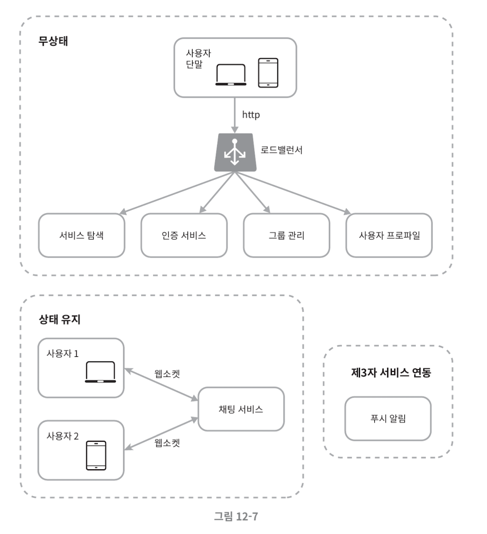 무상태
사용자
단말
http
로드밸런서
서비스 탐색
인증 서비스
그룹 관리
사용자 프로파일
상태 유지
사용자 1
웹소켓
채팅 서비스
사용자 2
웹소켓
제3자 서비스 연동
푸시 알림
그림 12-7